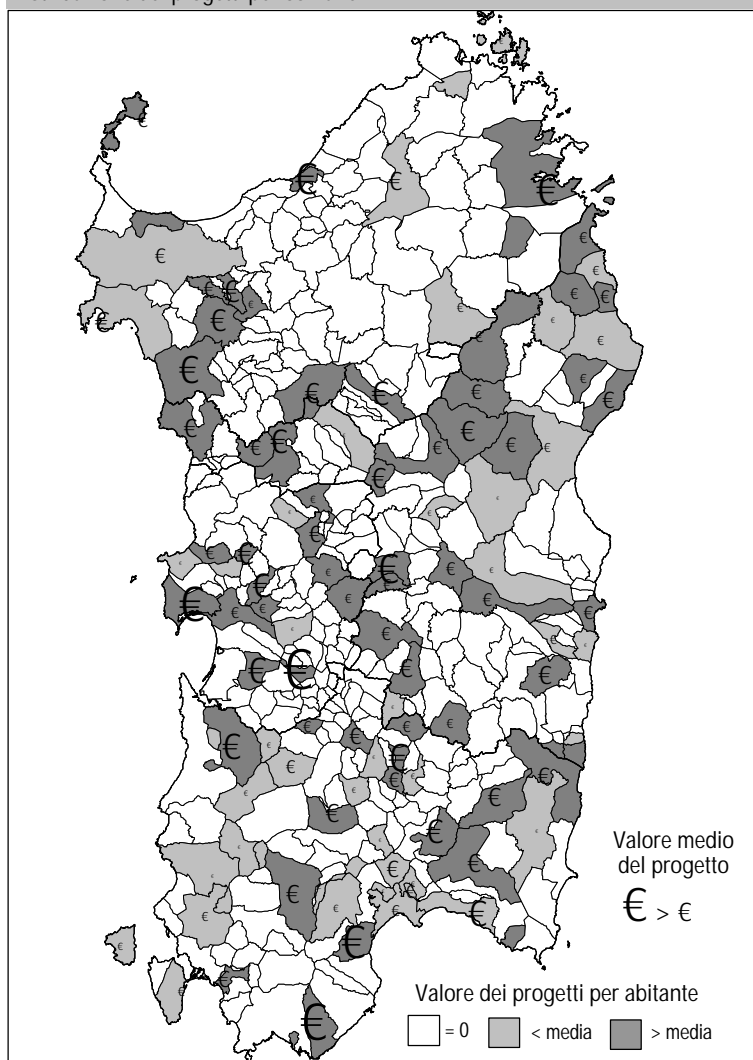 Valore medio
del progetto
€ > €
Valore dei progetti per abitante
= 0 < media > media